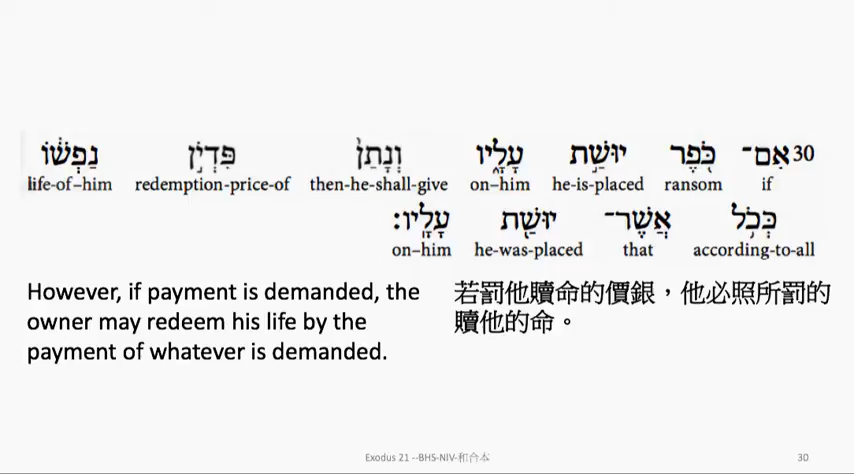 30 אִם־ כֹּ֖פֶר יוּשַׁ֣ת עָלָ֑יו וְנָתַן֙ פִּדְיֹ֣ן נַפְשׁ֔וֹ
if ransom he-is-placed on–him then-he-shall-give redemption-price-of life-of–him
כְּכֹ֥ל אֲשֶׁר־ יוּשַׁ֖ת עָלָֽיו׃
according-to-all that he-was-placed on–him
However, if payment is demanded, the
owner may redeem his life by the
payment of whatever is demanded.
若罰他贖命的價銀，他必照所罰的
贖他的命。
Exodus 21 --BHS-NIV-和合本
30